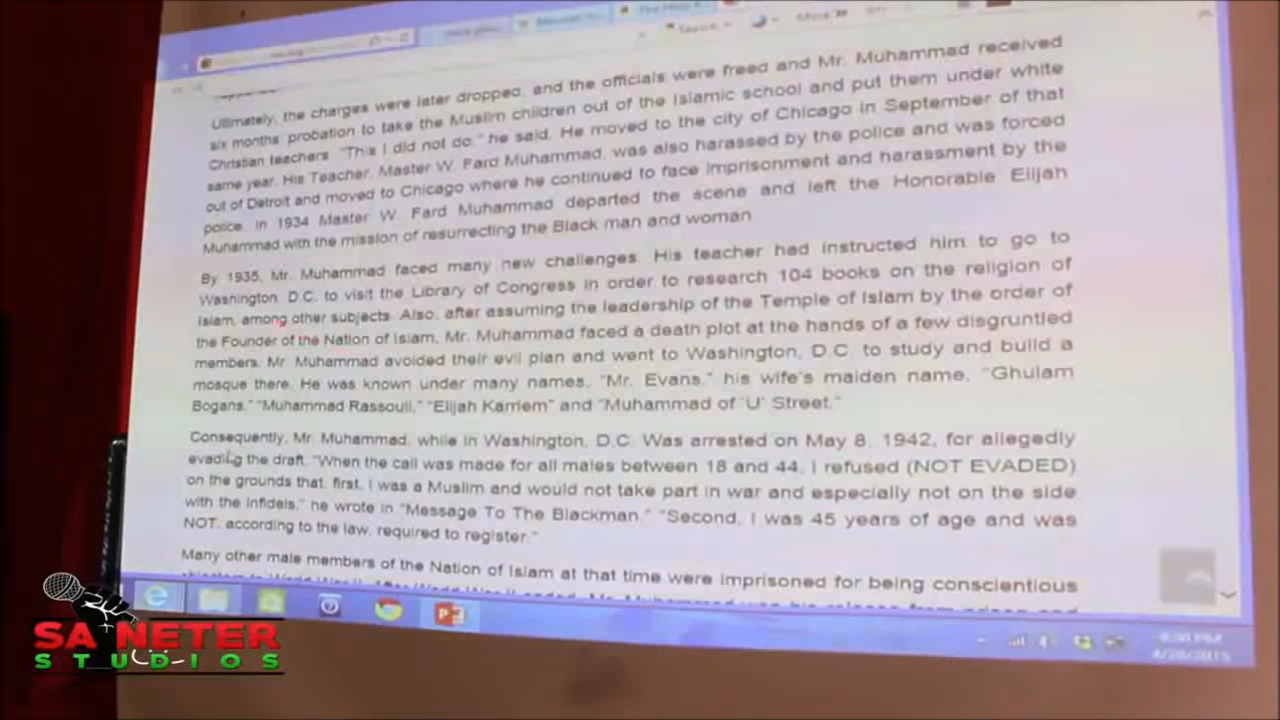 Ultimately, the charges were later dropped, and the officials were freed and Mr. Muhammad received
six months probation to take the Muslim children out of the Islamic school and put them under white
Christian teachers. "This I did not do," he said. He moved to the city of Chicago in September of that
same year. His Teacher, Master W. Fard Muhammad, was also harassed by the police and was forced
out of Detroit and moved to Chicago where he continued to face imprisonment and harassment by the
police. In 1934 Master W. Fard Muhammad departed the scene and left the Honorable Elijah
Muhammad with the mission of resurrecting the Black man and woman
By 1935, Mr. Muhammad faced many new challenges. His teacher had instructed him to go to
Washington, D.C. to visit the Library of Congress in order to research 104 books on the religion of
Islam, among other subjects. Also, after assuming the leadership of the Temple of Islam by the order of
the Founder of the Nation of Islam, Mr. Muhammad faced a death plot at the hands of a few disgruntled
members. Mr. Muhammad avoided their evil plan and went to Washington, D.C. to study and build a
mosque there. He was known under many names, "Mr. Evans," his wife's maiden name, "Ghulam
Bogans," "Muhammad Rassouli," "Elijah Karriem" and "Muhammad of 'U' Street."
Consequently, Mr. Muhammad, while in Washington, D.C. Was arrested on May 8, 1942, for allegedly
evading the draft. "When the call was made for all males between 18 and 44, I refused (NOT EVADED)
on the grounds that, first, I was a Muslim and would not take part in war and especially not on the side
with the infidels," he wrote in "Message To The Blackman." "Second, I was 45 years of age and was
NOT, according to the law, required to register."
Many other male members of the Nation of Islam at that time were imprisoned for being conscientious
SA NETER
STUDIOS